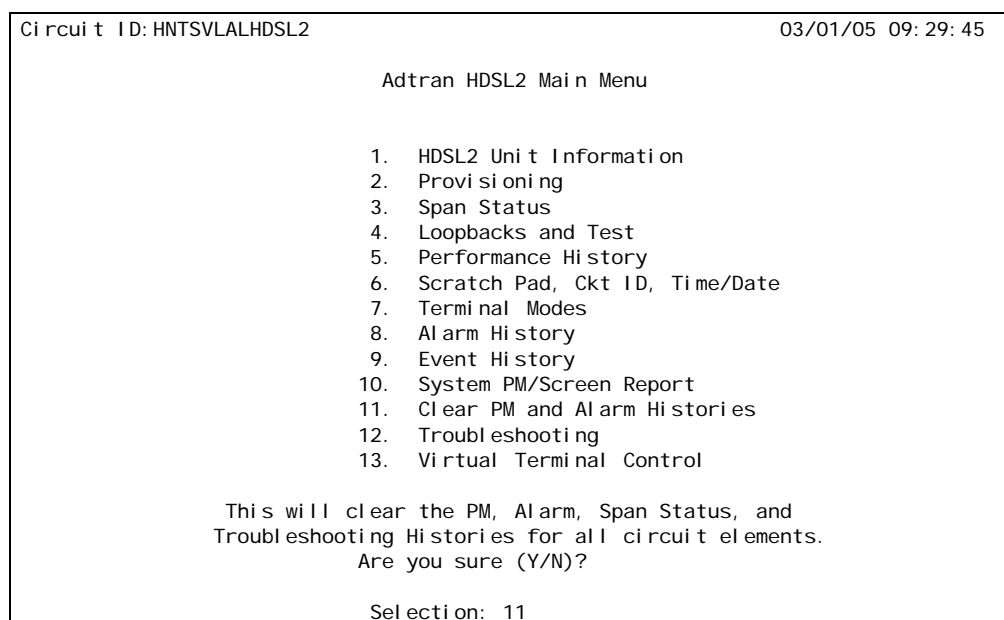 Circuit ID:HNTSVLALHDSL2 03/01/05 09:29:45
Adtran HDSL2 Main Menu
1. HDSL2 Unit Information
2. Provisioning
3. Span Status
4. Loopbacks and Test
5. Performance History
6. Scratch Pad, Ckt ID, Time/Date
7. Terminal Modes
8. Alarm History
9. Event History
10. System PM/Screen Report
11. Clear PM and Alarm Histories
12. Troubleshooting
13. Virtual Terminal Control
This will clear the PM, Alarm, Span Status, and
Troubleshooting Histories for all circuit elements.
Are you sure (Y/N)?
Selection: 11